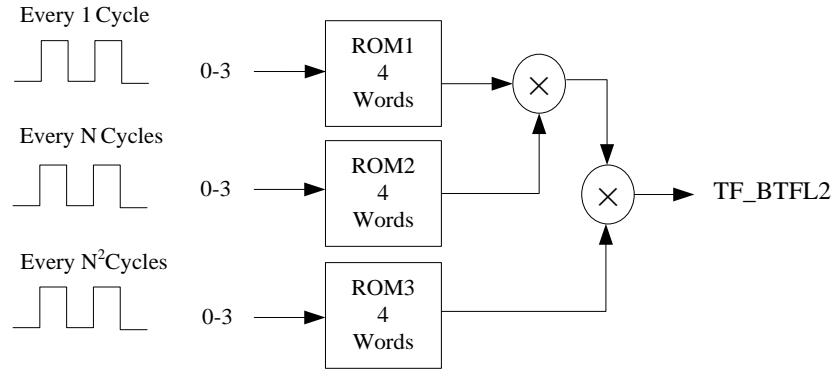 Every 1 Cycle
0-3
ROM1
4
Words
×
Every N Cycles
0-3
ROM2
4
Words
×
TF_BTFL2
Every N²Cycles
0-3
ROM3
4
Words